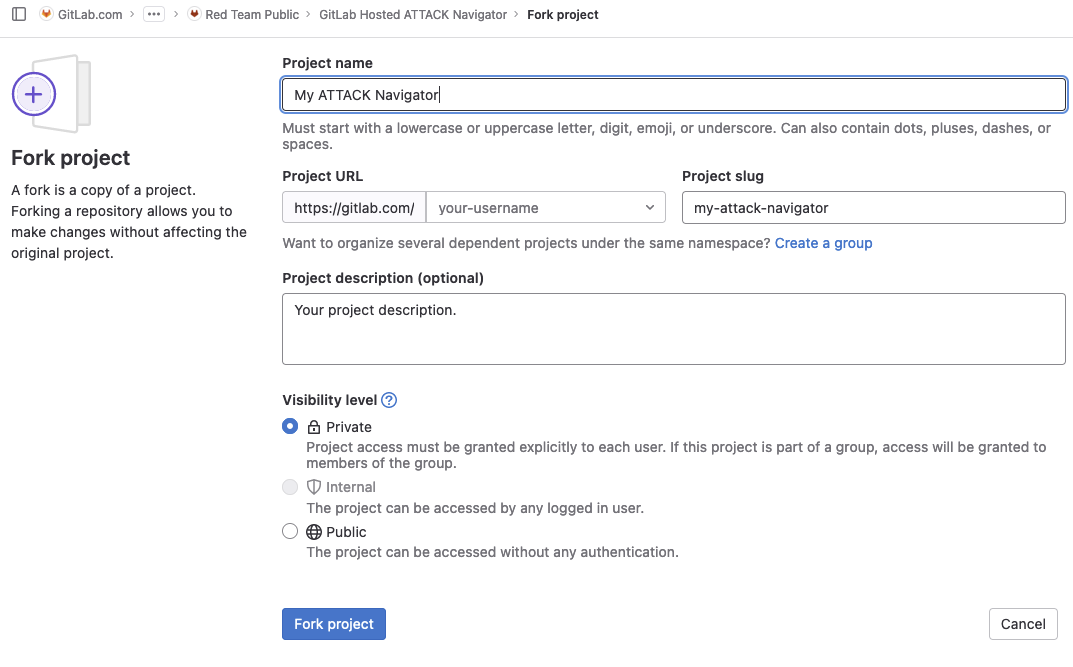 GitLab.com > ••• > Red Team Public > GitLab Hosted ATTACK Navigator > Fork project
Fork project
A fork is a copy of a project.
Forking a repository allows you to
make changes without affecting the
original project.
Project name
My ATTACK Navigator
Must start with a lowercase or uppercase letter, digit, emoji, or underscore. Can also contain dots, pluses, dashes, or
spaces.
Project URL
https://gitlab.com/ your-username
Project slug
my-attack-navigator
Want to organize several dependent projects under the same namespace? Create a group
Project description (optional)
Your project description.
Visibility level ?
Private
Project access must be granted explicitly to each user. If this project is part of a group, access will be granted to
members of the group.
Internal
The project can be accessed by any logged in user.
Public
The project can be accessed without any authentication.
Fork project
Cancel